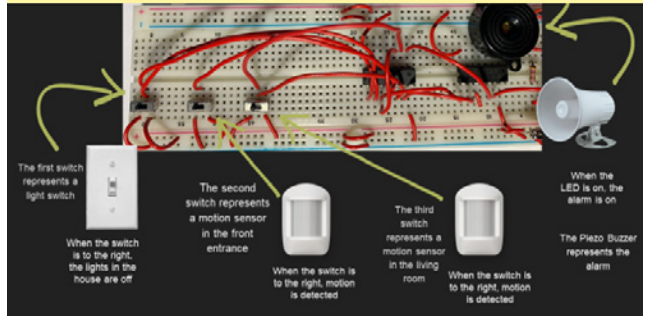 The first switch
represents a
light switch
When the switch
is to the right,
the lights in the
house are off
The second
switch represents
a motion sensor
in the front
entrance
When the switch is
to the right, motion
is detected
The third
switch
represents a
motion sensor
in the living
room
When the switch is
to the right, motion
is detected
When the
LED is on, the
alarm is on
The Piezo Buzzer
represents the
alarm